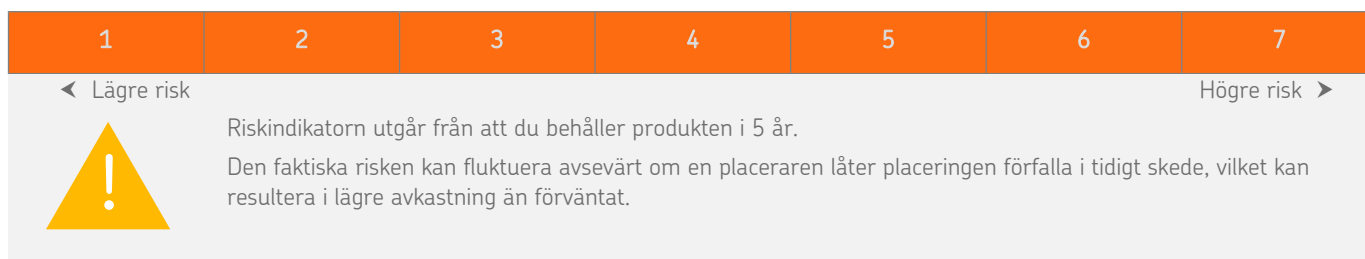 1 2 3 4 5 6 7
Lägre risk Högre risk
Riskindikatorn utgår från att du behåller produkten i 5 år.
Den faktiska risken kan fluktuera avsevärt om en placeraren låter placeringen förfalla i tidigt skede, vilket kan
resultera i lägre avkastning än förväntat.